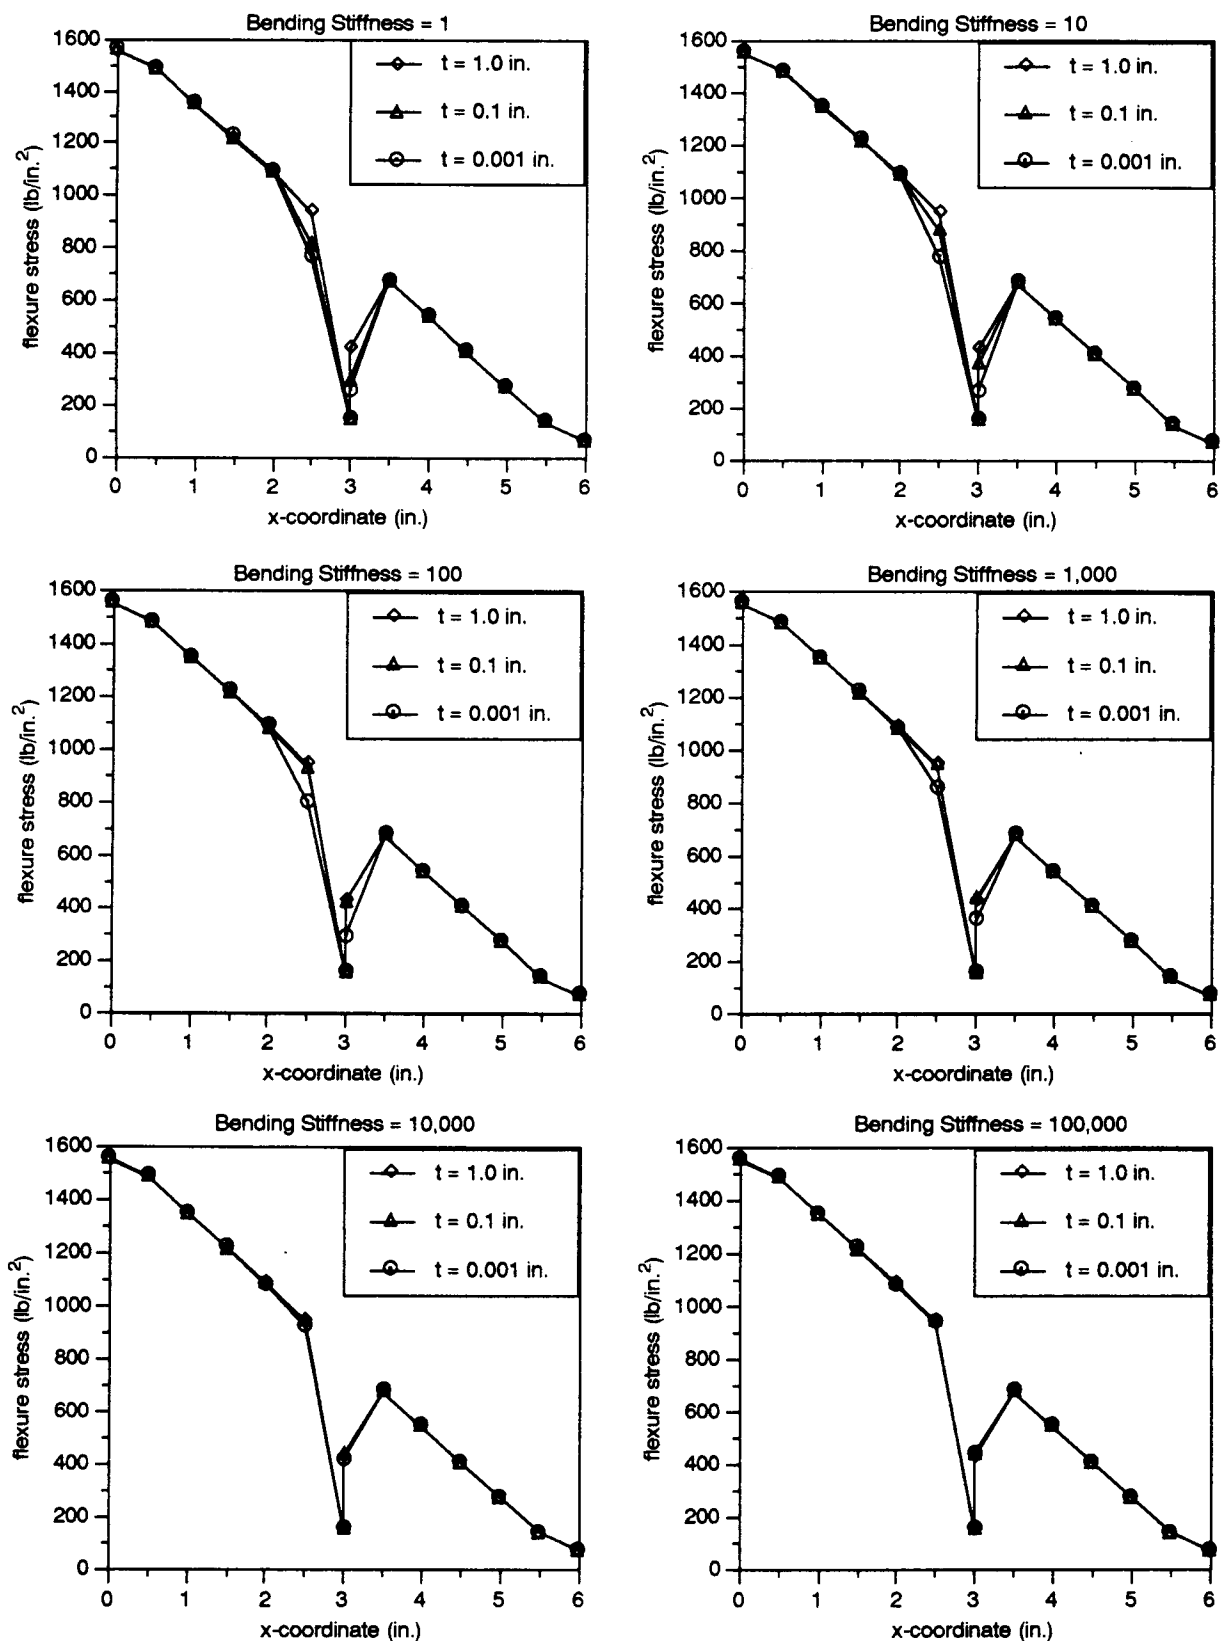 Bending Stiffness = 1
1600
1400
1200
1000
800
600
400
200
0
flexure stress (lb/in.2)
t = 1.0 in.
t = 0.1 in.
t = 0.001 in.
0 1 2 3 4 5 6
x-coordinate (in.)
Bending Stiffness = 10
1600
1400
1200
1000
800
600
400
200
0
flexure stress (lb/in.2)
t = 1.0 in.
t = 0.1 in.
t = 0.001 in.
0 1 2 3 4 5 6
x-coordinate (in.)
Bending Stiffness = 100
1600
1400
1200
1000
800
600
400
200
0
flexure stress (lb/in.2)
t = 1.0 in.
t = 0.1 in.
t = 0.001 in.
0 1 2 3 4 5 6
x-coordinate (in.)
Bending Stiffness = 1,000
1600
1400
1200
1000
800
600
400
200
0
flexure stress (lb/in.2)
t = 1.0 in.
t = 0.1 in.
t = 0.001 in.
0 1 2 3 4 5 6
x-coordinate (in.)
Bending Stiffness = 10,000
1600
1400
1200
1000
800
600
400
200
0
flexure stress (lb/in.2)
t = 1.0 in.
t = 0.1 in.
t = 0.001 in.
0 1 2 3 4 5 6
x-coordinate (in.)
Bending Stiffness = 100,000
1600
1400
1200
1000
800
600
400
200
0
flexure stress (lb/in.2)
t = 1.0 in.
t = 0.1 in.
t = 0.001 in.
0 1 2 3 4 5 6
x-coordinate (in.)